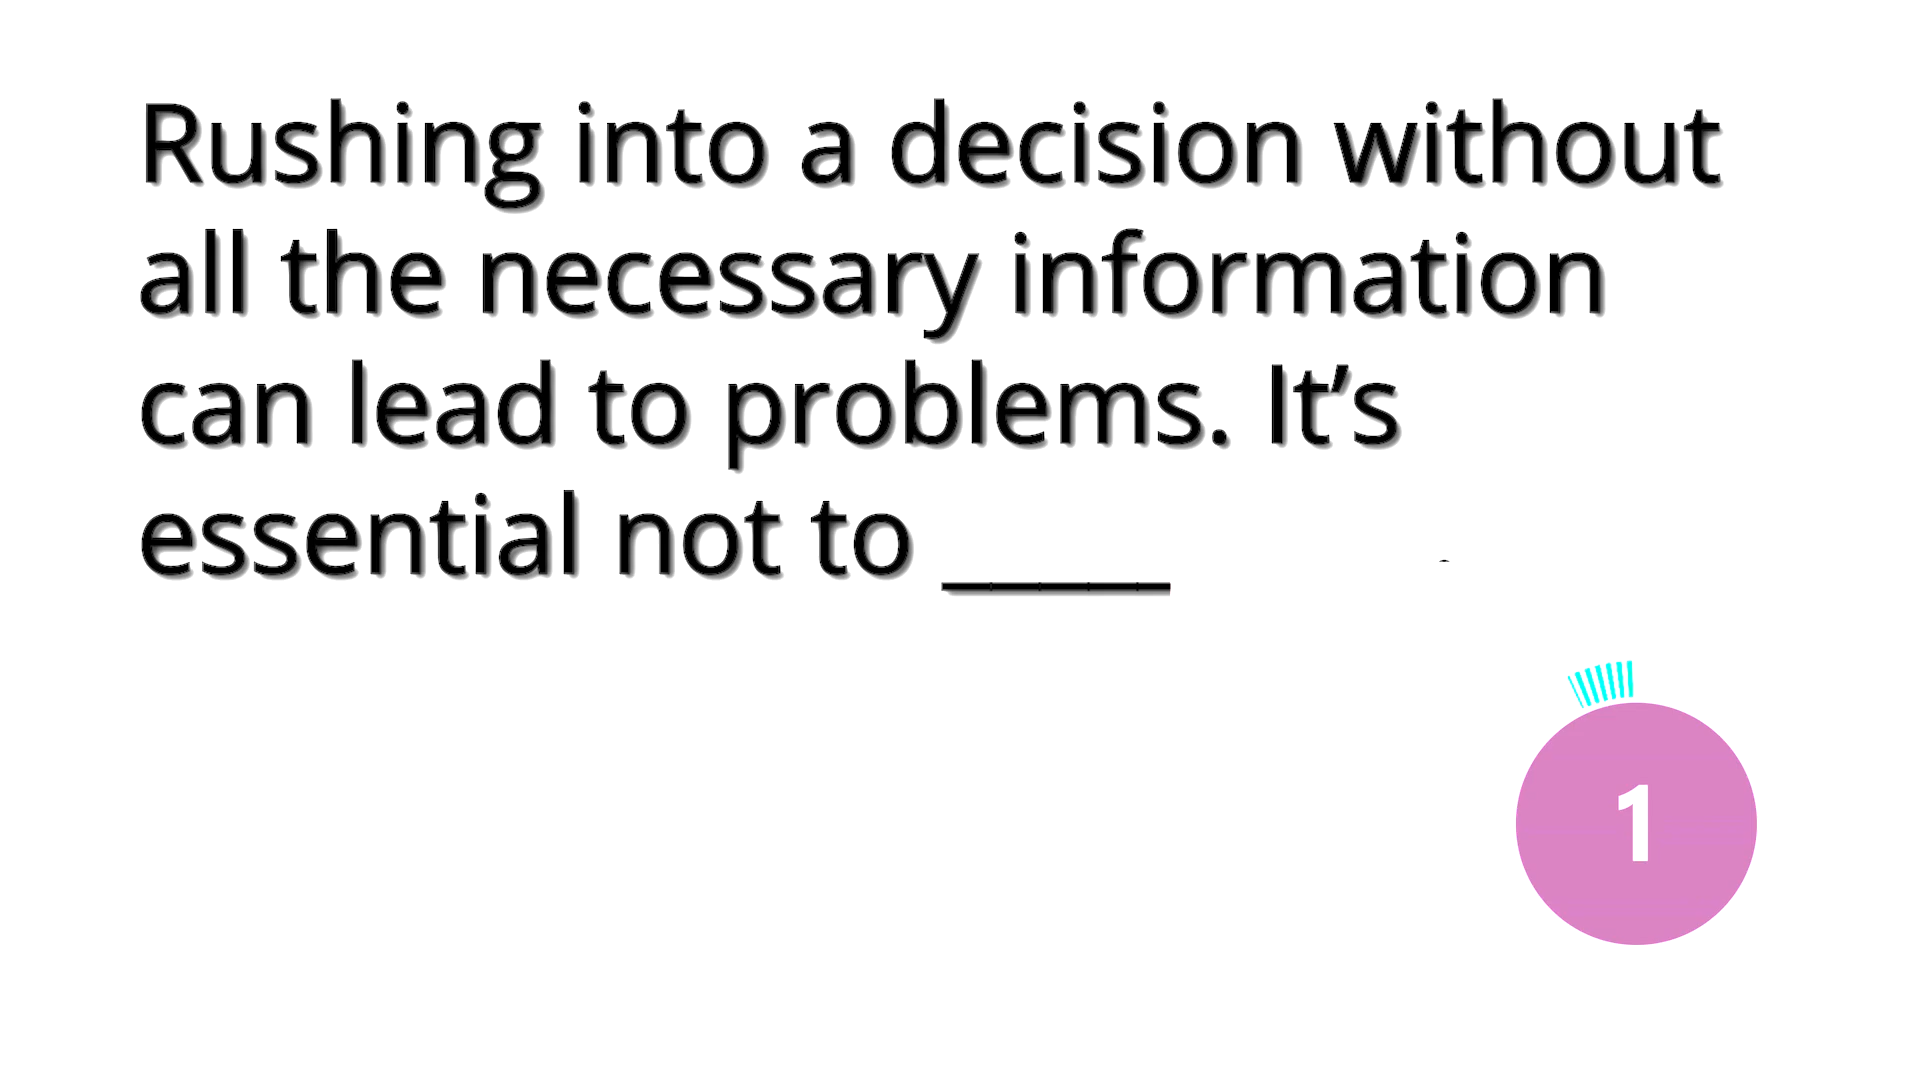 Rushing into a decision without
all the necessary information
can lead to problems. It’s
essential not to _____
1